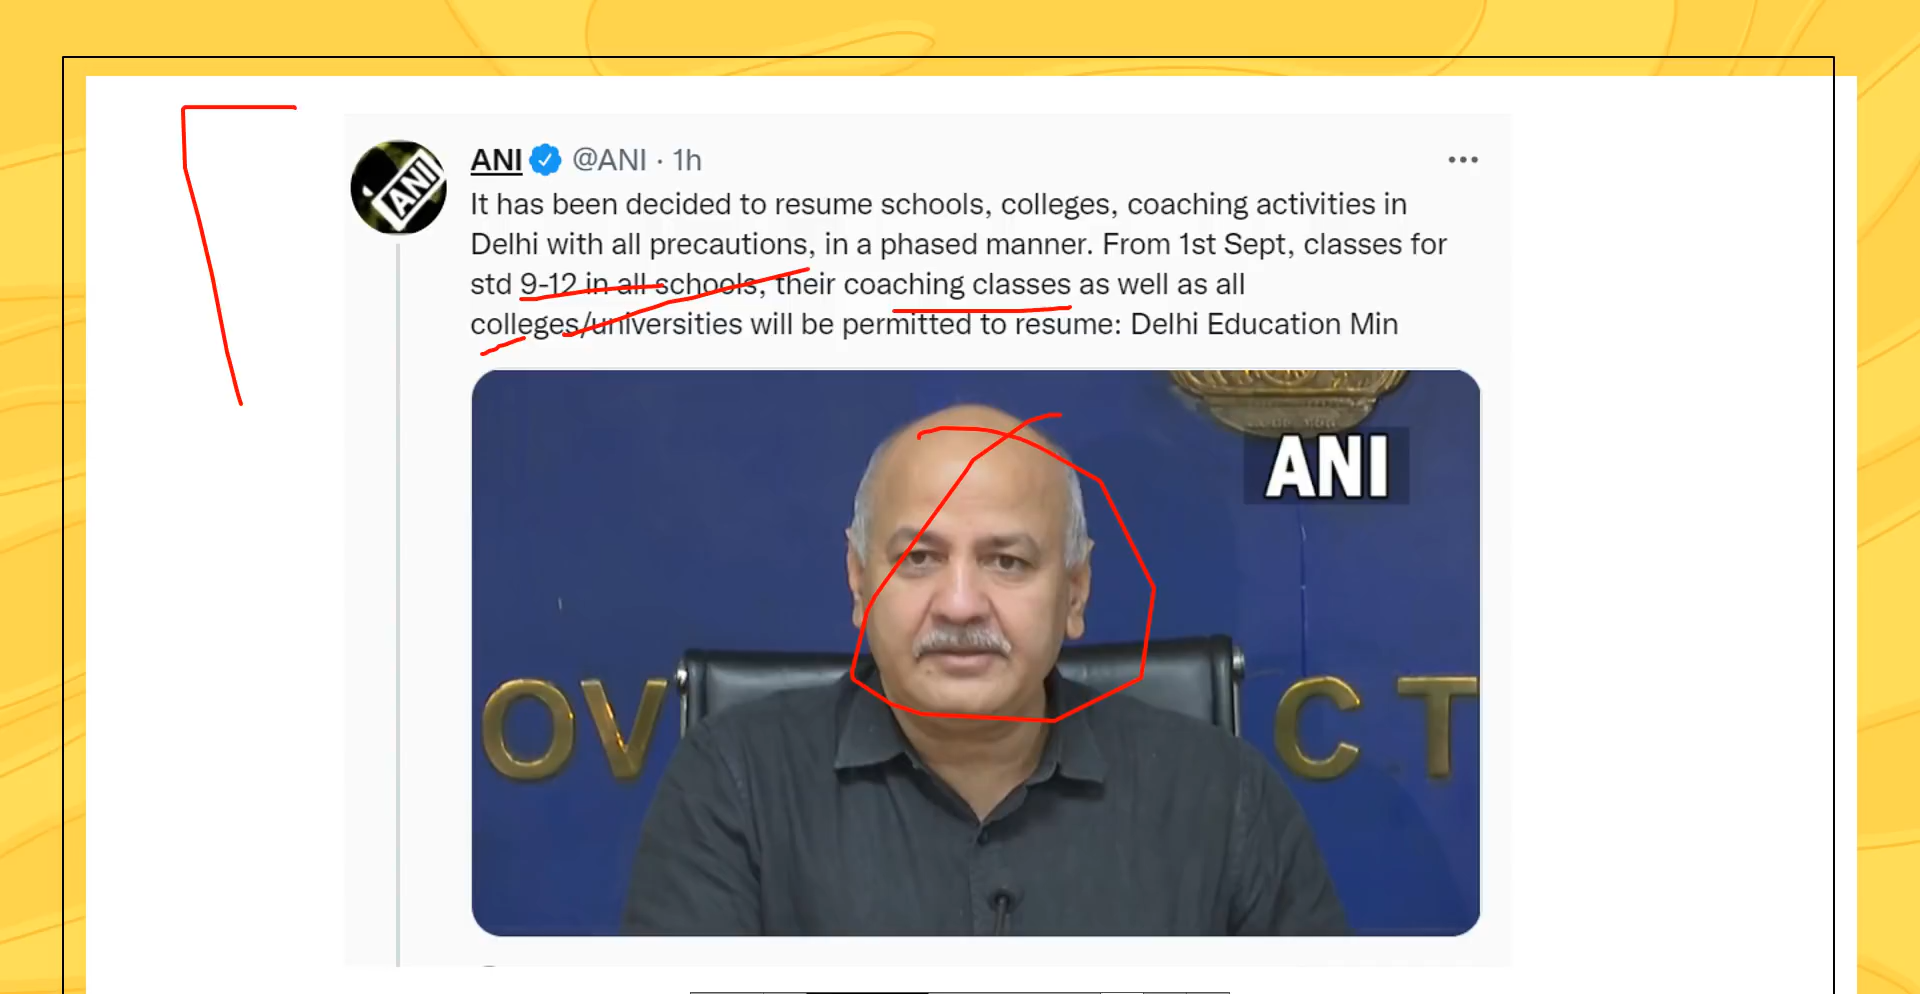 ANI @ANI · 1h
It has been decided to resume schools, colleges, coaching activities in
Delhi with all precautions, in a phased manner. From 1st Sept, classes for
std 9-12 in all schools, their coaching classes as well as all
colleges/universities will be permitted to resume: Delhi Education Min
ANI
ANI
OV CT